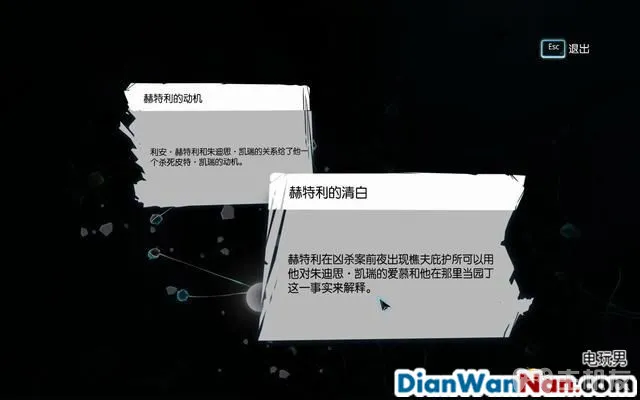 Esc 退出
赫特利的动机
利安·赫特利和朱迪思·凯瑞的关系给了他一
个杀死皮特·凯瑞的动机。
赫特利的清白
赫特利在凶杀案前夜出现樵夫庇护所可以用
他对朱迪思·凯瑞的爱慕和他在那里当园丁
这一事实来解释。
电玩男
DianWanNan.com